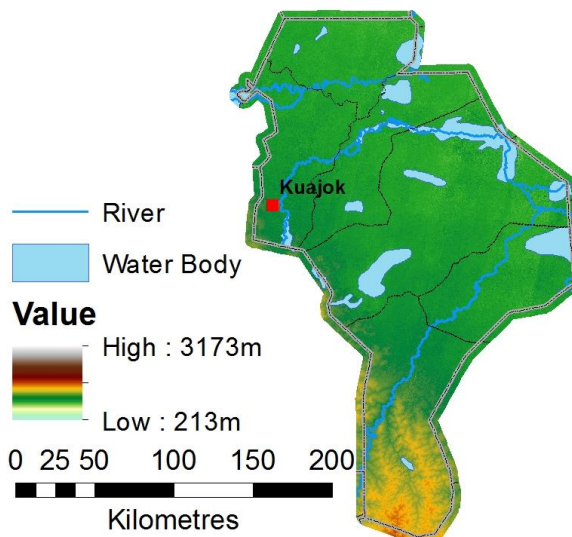 Kuajok
River
Water Body
Value
High : 3173m
Low : 213m
0 25 50 100 150 200
Kilometres